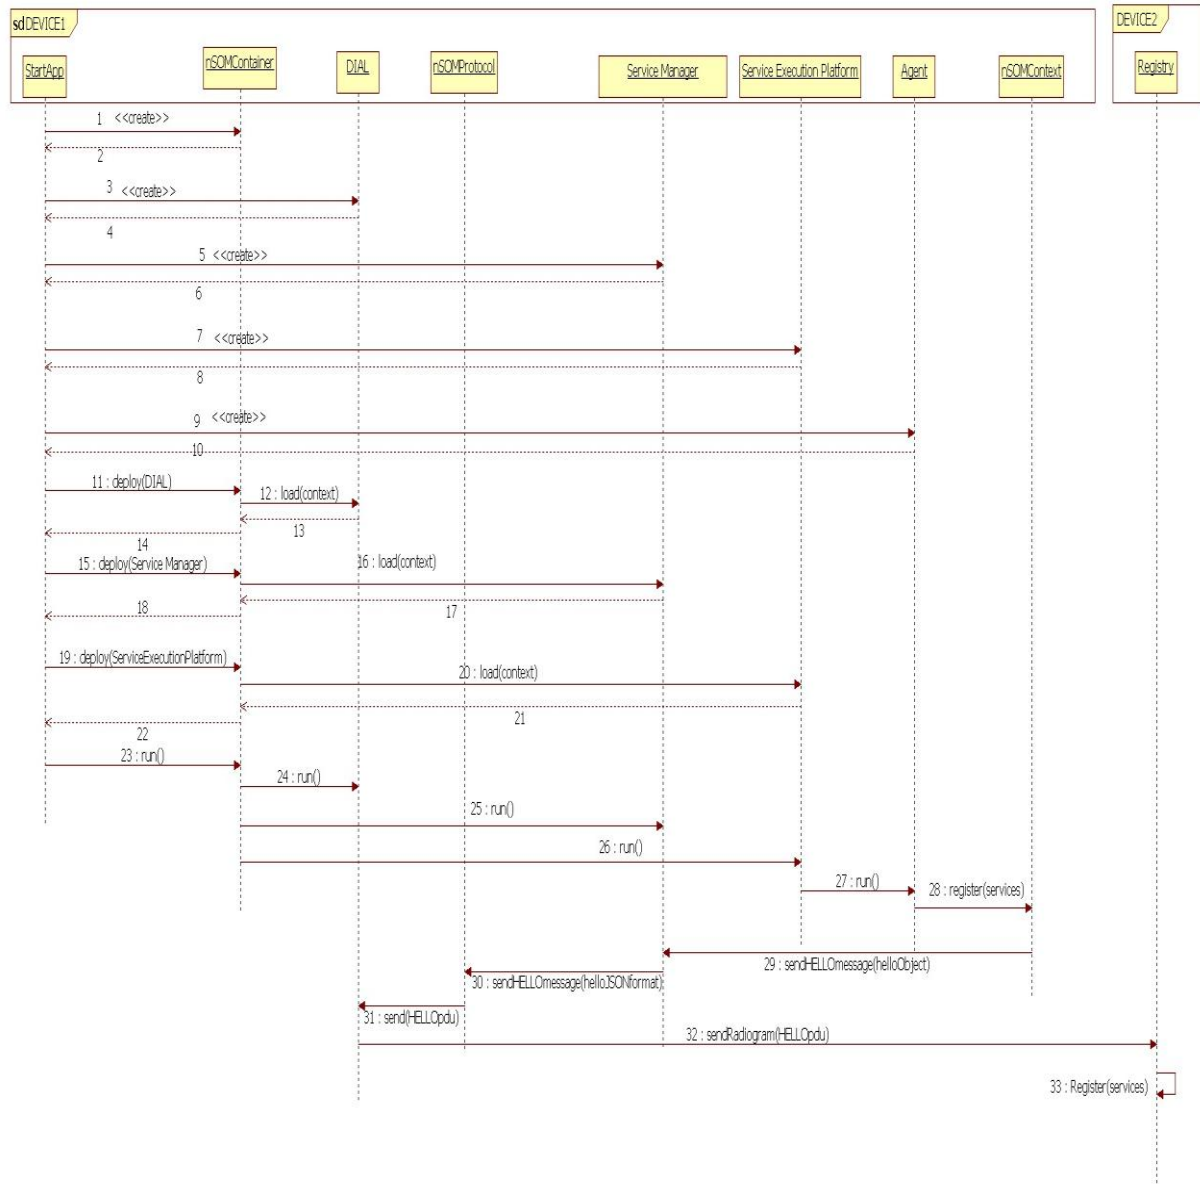 sd DEVICE1
DEVICE2
StartApp
nSOMContainer
DIAL
nSOMProtocol
Service Manager
Service Execution Platform
Agent
nSOMContext
Registry
1 <<create>>
2
3 <<create>>
4
5 <<create>>
6
7 <<create>>
8
9 <<create>>
10
11 : deploy(DIAL)
12 : load(context)
13
14
15 : deploy(Service Manager)
16 : load(context)
17
18
19 : deploy(ServiceExecutionPlatform)
20 : load(context)
21
22
23 : run()
24 : run()
25 : run()
26 : run()
27 : run()
28 : register(services)
29 : sendHELLOmessage(helloObject)
30 : sendHELLOmessage(helloJSONformat)
31 : send(HELLOpdu)
32 : sendRadiogram(HELLOpdu)
33 : Register(services)